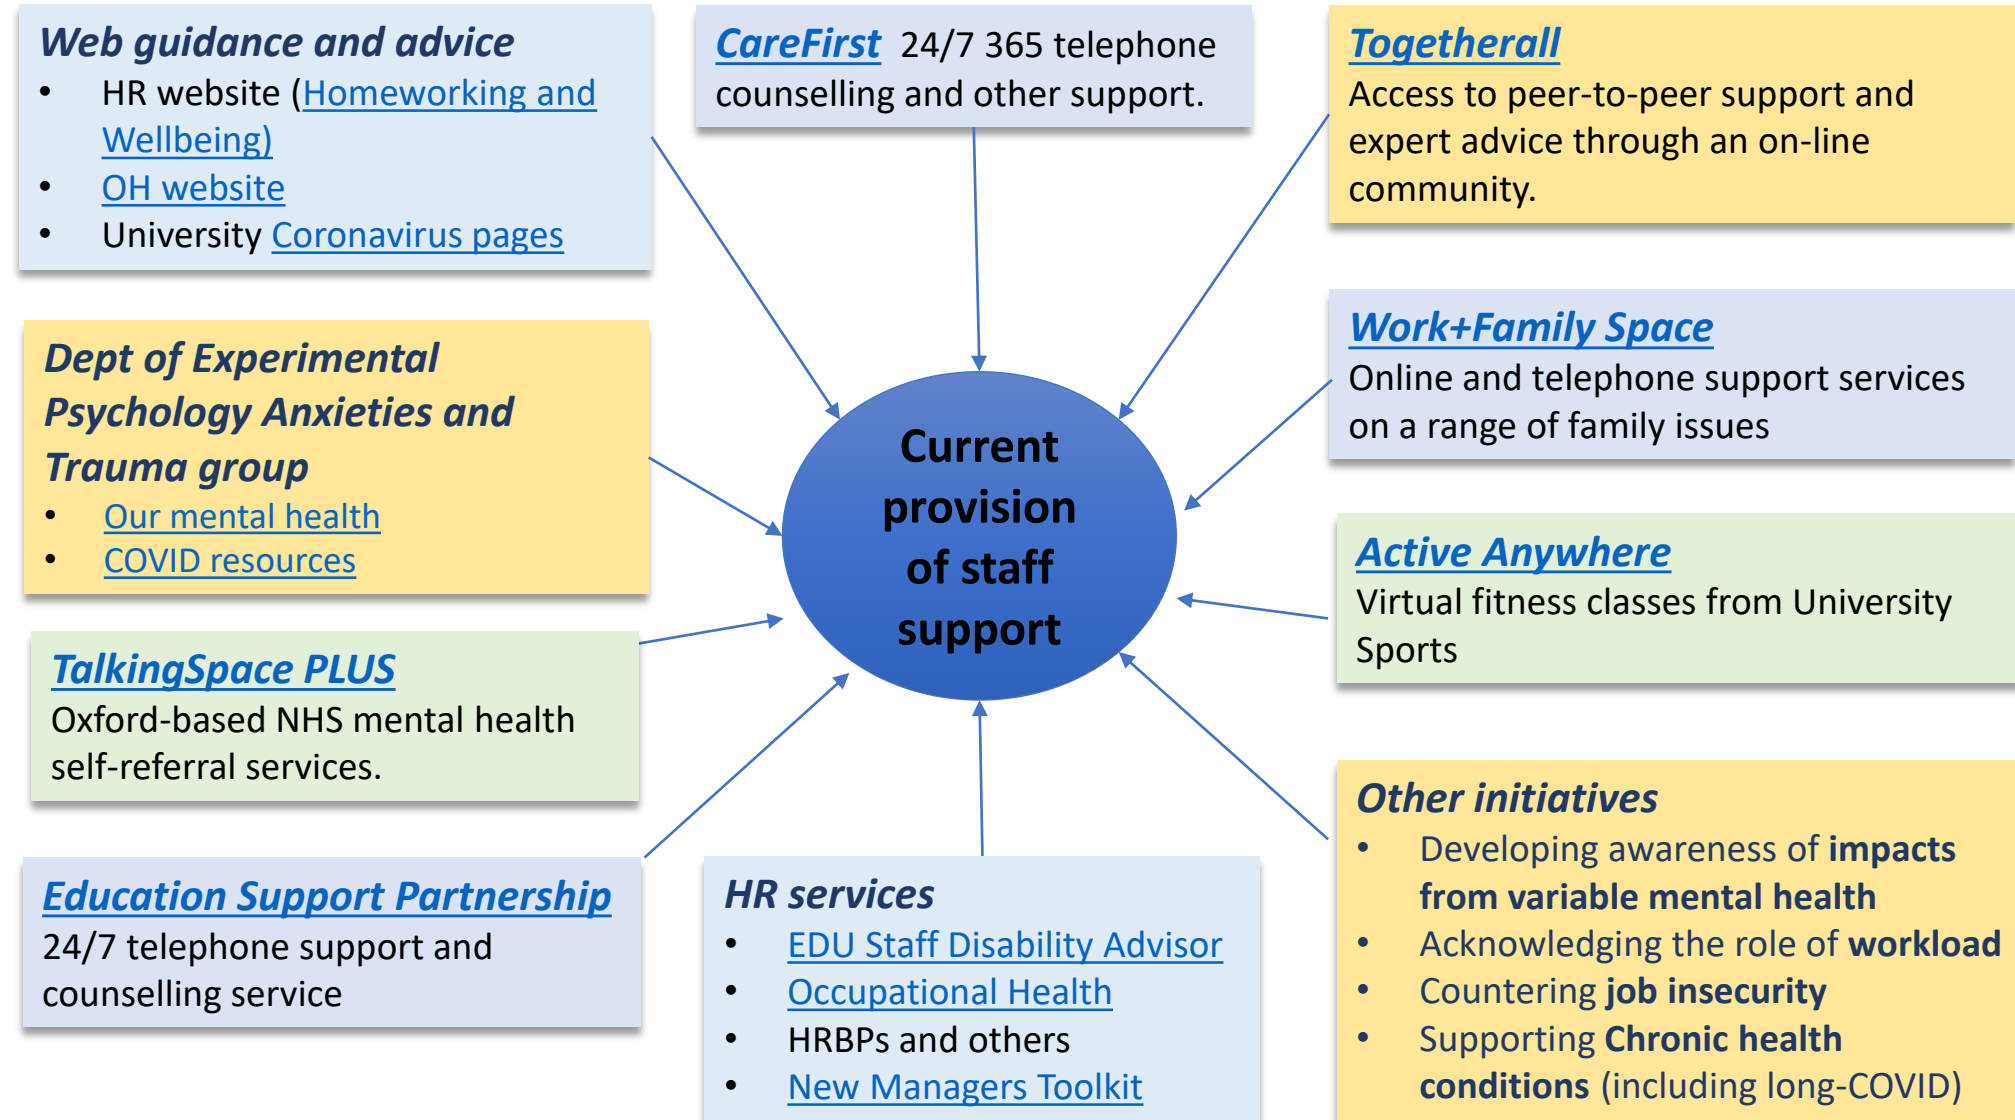 Web guidance and advice
• HR website (Homeworking and
Wellbeing)
• OH website
• University Coronavirus pages
CareFirst 24/7 365 telephone
counselling and other support.
Togetherall
Access to peer-to-peer support and
expert advice through an on-line
community.
Dept of Experimental
Psychology Anxieties and
Trauma group
• Our mental health
• COVID resources
Current
provision
of staff
support
Work+Family Space
Online and telephone support services
on a range of family issues
Active Anywhere
Virtual fitness classes from University
Sports
TalkingSpace PLUS
Oxford-based NHS mental health
self-referral services.
Education Support Partnership
24/7 telephone support and
counselling service
HR services
• EDU Staff Disability Advisor
• Occupational Health
• HRBPs and others
• New Managers Toolkit
Other initiatives
• Developing awareness of impacts
from variable mental health
• Acknowledging the role of workload
• Countering job insecurity
• Supporting Chronic health
conditions (including long-COVID)